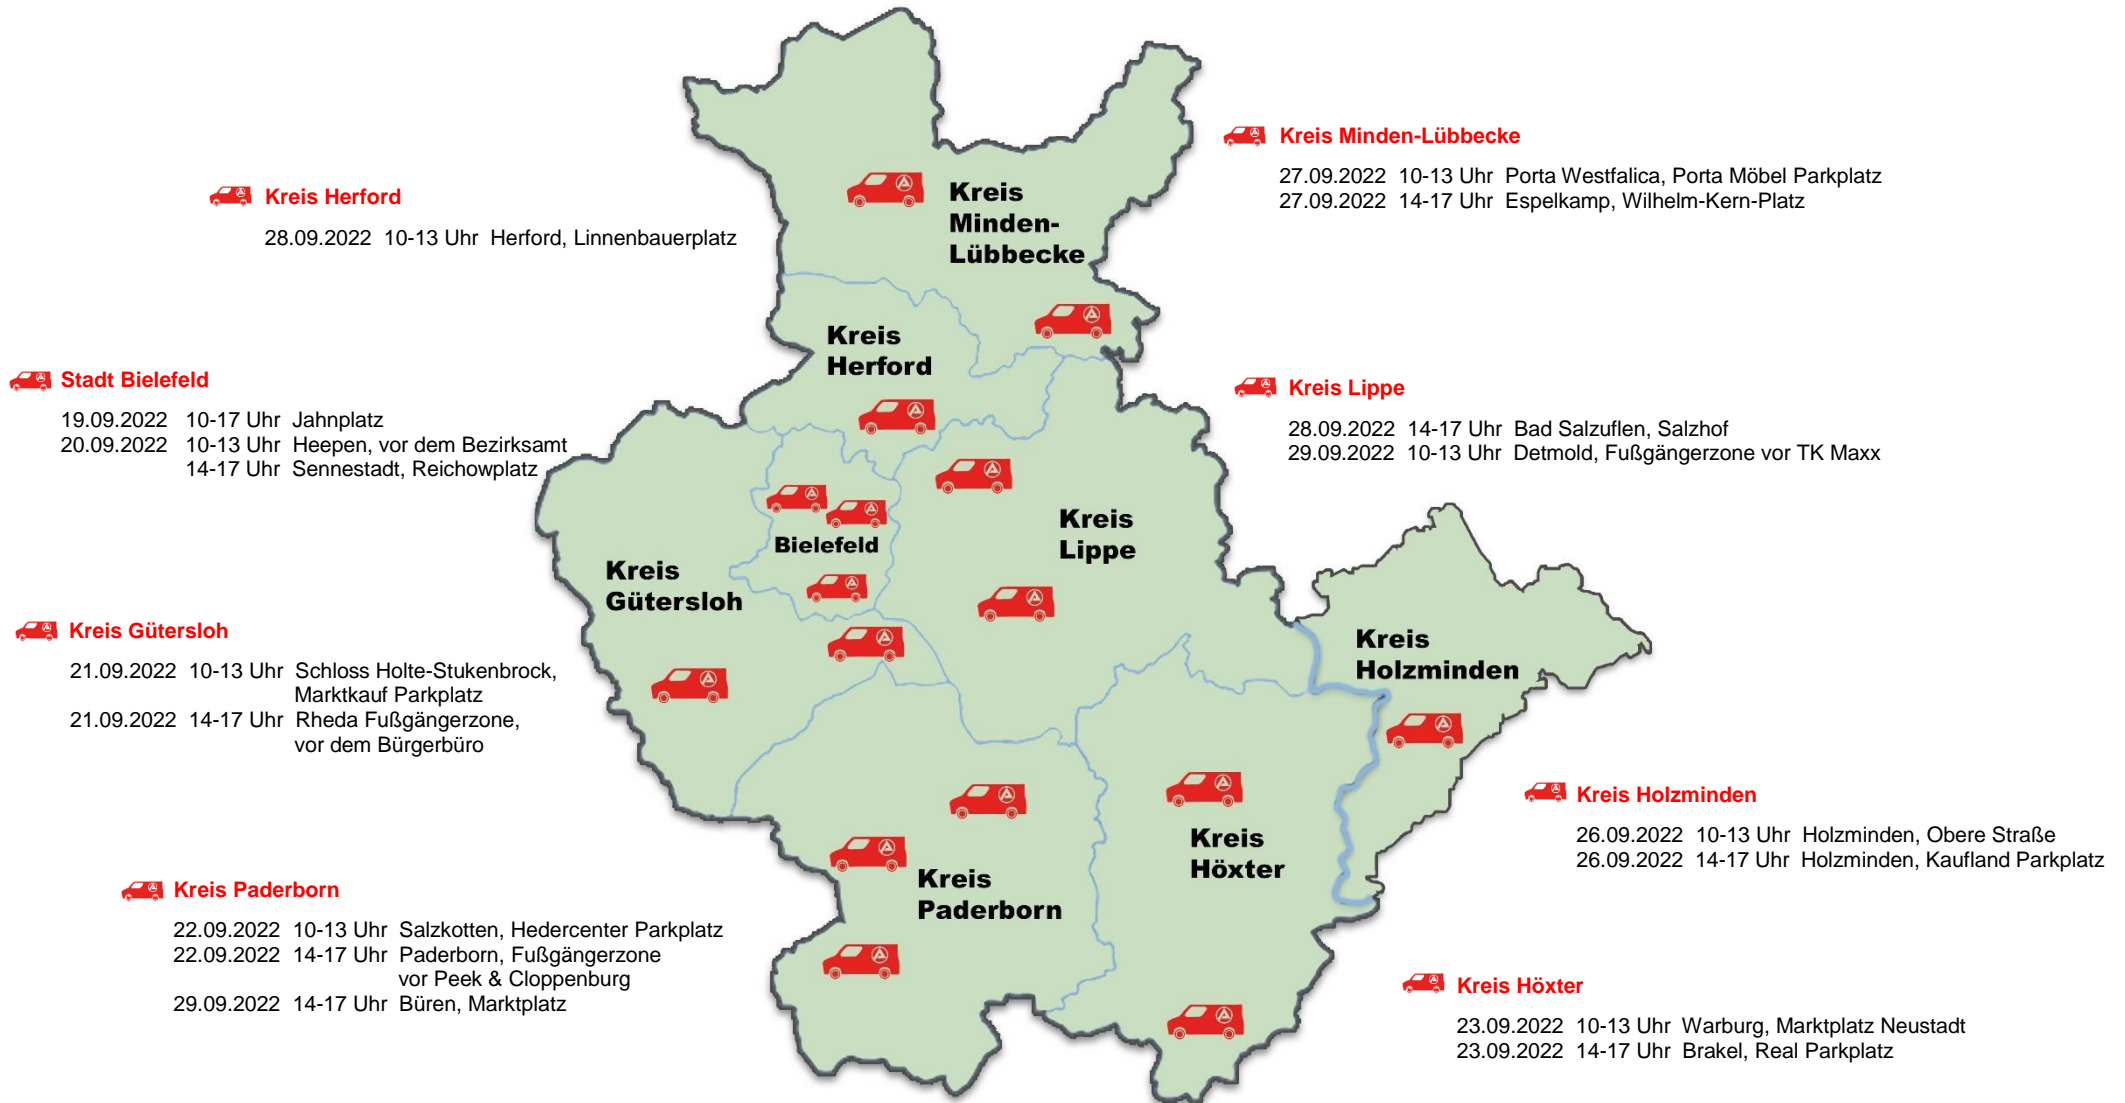 Kreis Herford
28.09.2022 10-13 Uhr Herford, Linnenbauerplatz
Stadt Bielefeld
19.09.2022 10-17 Uhr Jahnplatz
20.09.2022 10-13 Uhr Heepen, vor dem Bezirksamt
14-17 Uhr Sennestadt, Reichowplatz
Kreis Gütersloh
21.09.2022 10-13 Uhr Schloss Holte-Stukenbrock,
Marktkauf Parkplatz
21.09.2022 14-17 Uhr Rheda Fußgängerzone,
vor dem Bürgerbüro
Kreis Paderborn
22.09.2022 10-13 Uhr Salzkotten, Hedercenter Parkplatz
22.09.2022 14-17 Uhr Paderborn, Fußgängerzone
vor Peek & Cloppenburg
29.09.2022 14-17 Uhr Büren, Marktplatz
Kreis
Minden-
Lübbecke
Kreis
Herford
Bielefeld
Kreis
Gütersloh
Kreis
Lippe
Kreis
Holzminden
Kreis
Höxter
Kreis
Paderborn
Kreis Minden-Lübbecke
27.09.2022 10-13 Uhr Porta Westfalica, Porta Möbel Parkplatz
27.09.2022 14-17 Uhr Espelkamp, Wilhelm-Kern-Platz
Kreis Lippe
28.09.2022 14-17 Uhr Bad Salzuflen, Salzhof
29.09.2022 10-13 Uhr Detmold, Fußgängerzone vor TK Maxx
Kreis Holzminden
26.09.2022 10-13 Uhr Holzminden, Obere Straße
26.09.2022 14-17 Uhr Holzminden, Kaufland Parkplatz
Kreis Höxter
23.09.2022 10-13 Uhr Warburg, Marktplatz Neustadt
23.09.2022 14-17 Uhr Brakel, Real Parkplatz